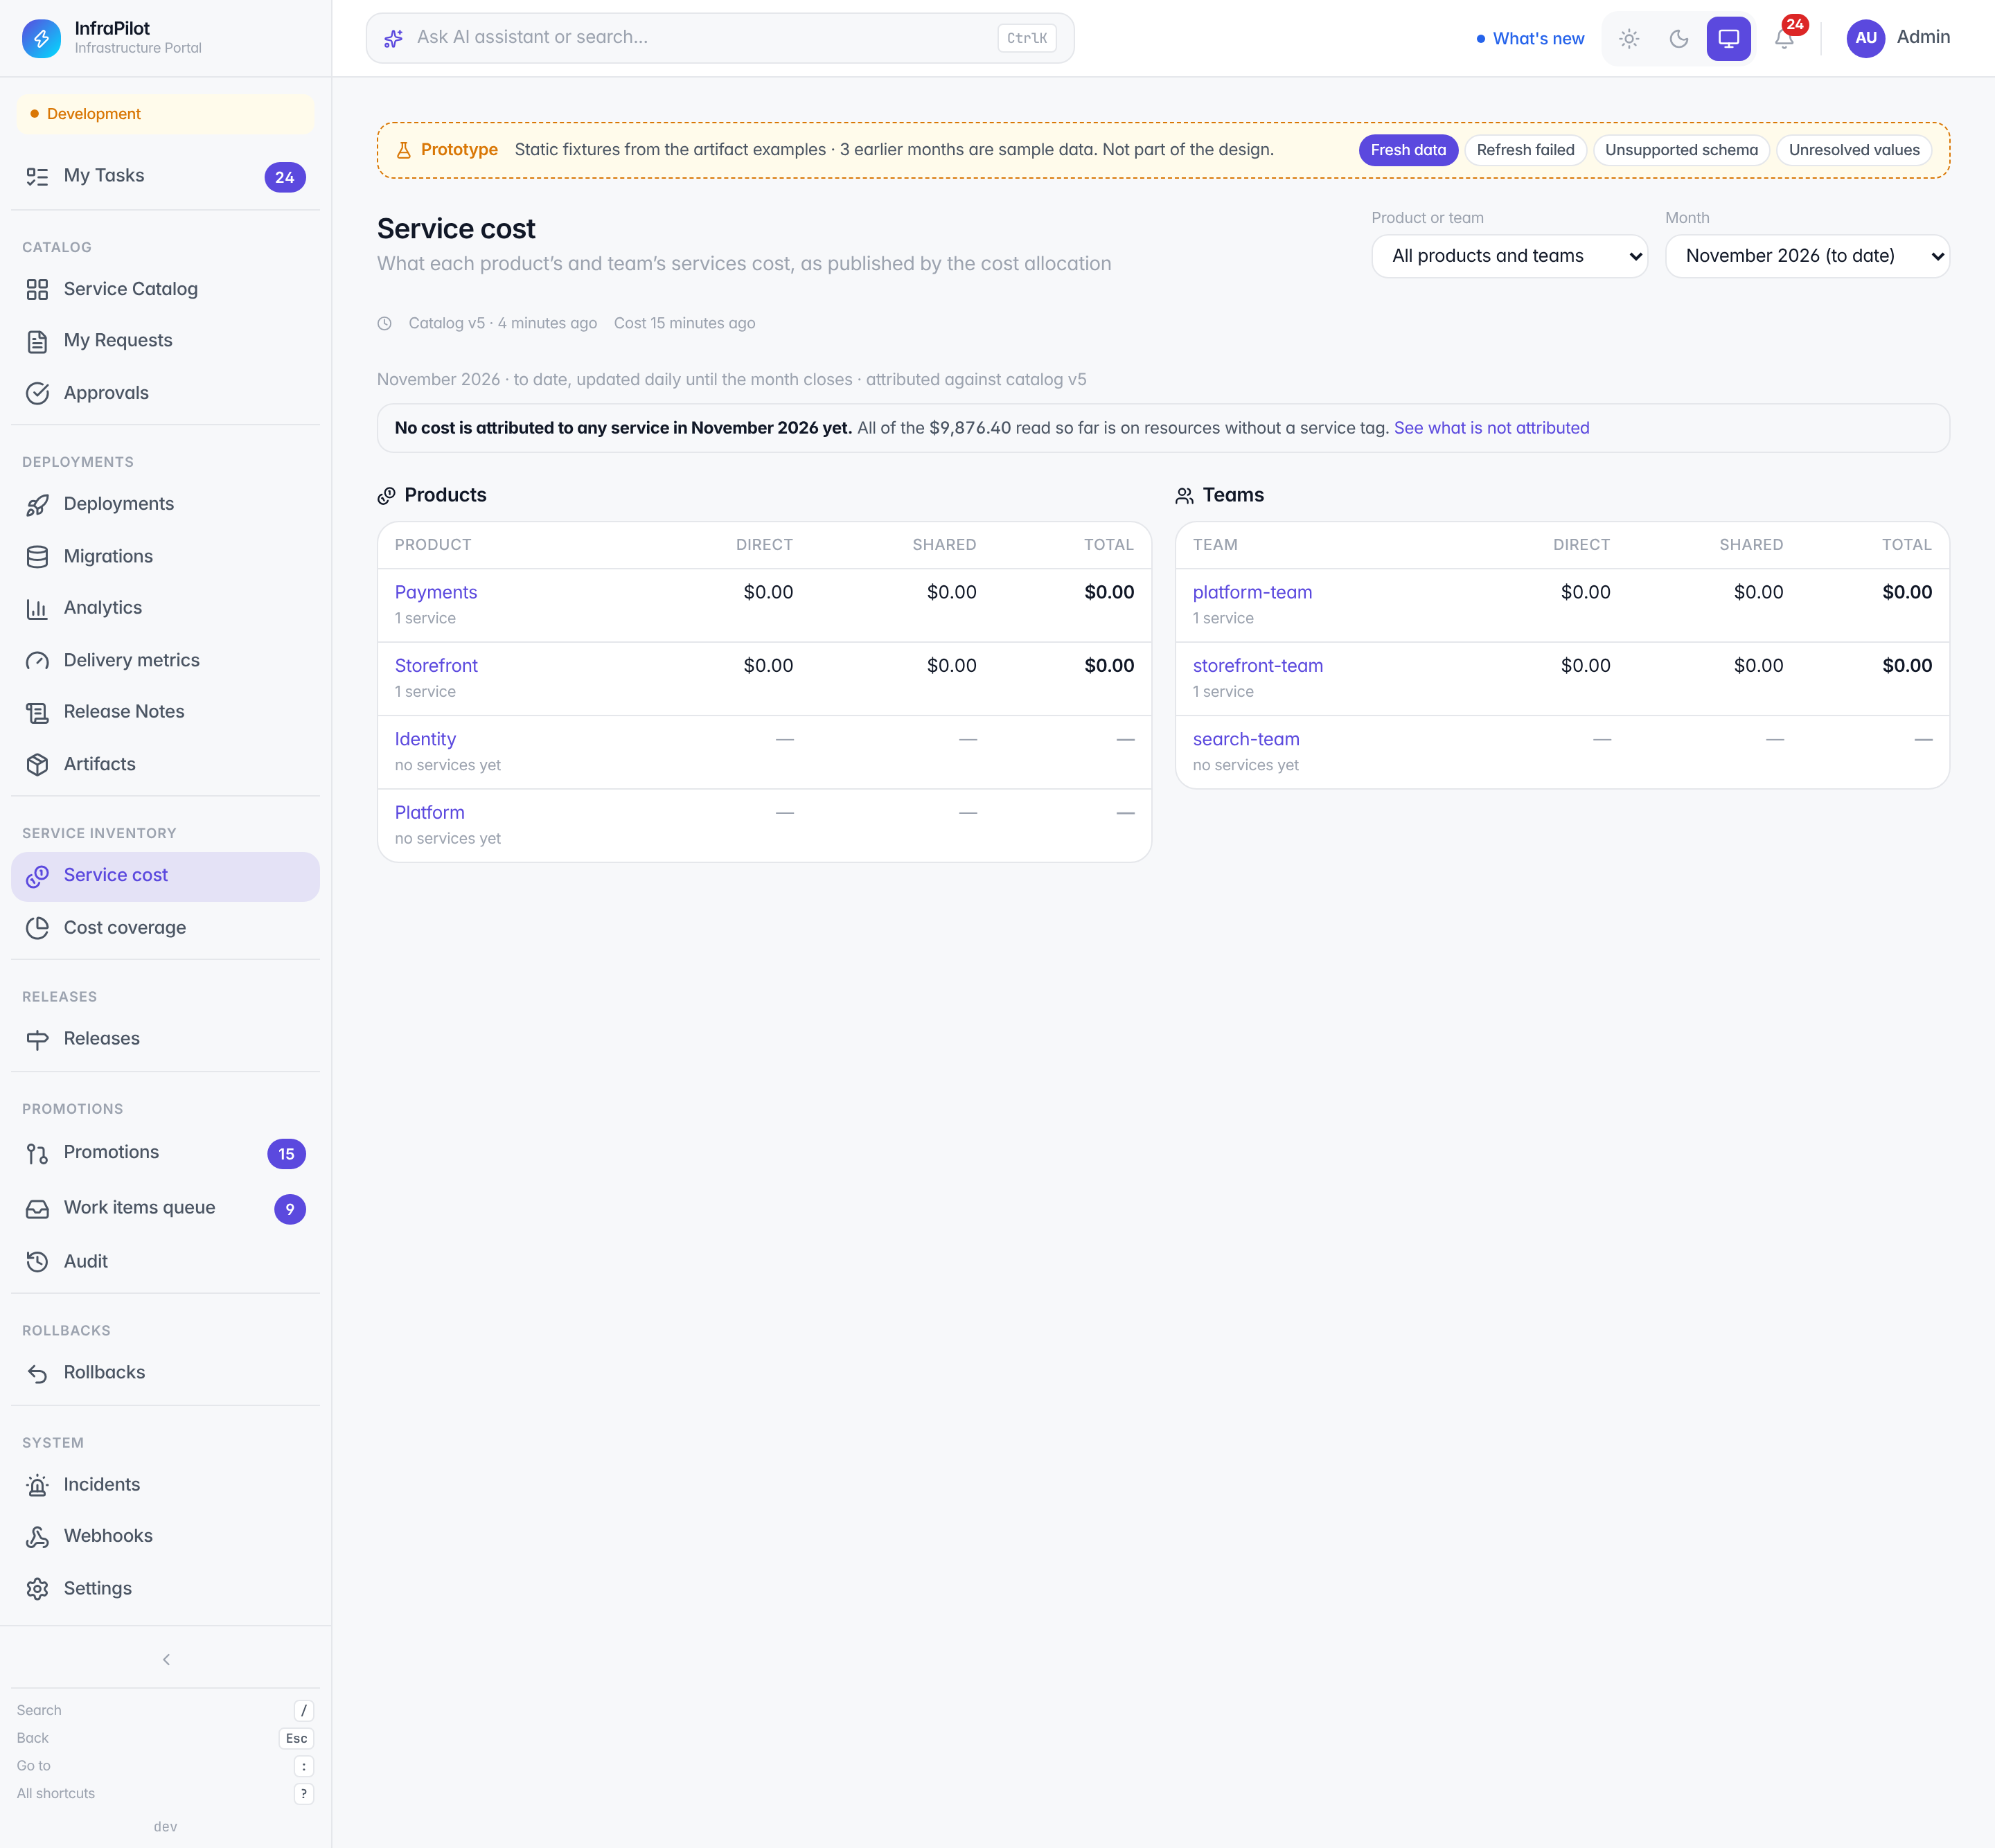 InfraPilot
Infrastructure Portal
Ask AI assistant or search...
CtrlK
What's new
24
AU
Admin
Development
My Tasks
24
CATALOG
Service Catalog
My Requests
Approvals
DEPLOYMENTS
Deployments
Migrations
Analytics
Delivery metrics
Release Notes
Artifacts
SERVICE INVENTORY
Service cost
Cost coverage
RELEASES
Releases
PROMOTIONS
Promotions
15
Work items queue
9
Audit
ROLLBACKS
Rollbacks
SYSTEM
Incidents
Webhooks
Settings
Search /
Back Esc
Go to :
All shortcuts ?
dev
Prototype Static fixtures from the artifact examples · 3 earlier months are sample data. Not part of the design.
Fresh data
Refresh failed
Unsupported schema
Unresolved values
Service cost
What each product’s and team’s services cost, as published by the cost allocation
Product or team
All products and teams
Month
November 2026 (to date)
Catalog v5 · 4 minutes ago Cost 15 minutes ago
November 2026 · to date, updated daily until the month closes · attributed against catalog v5
No cost is attributed to any service in November 2026 yet. All of the $9,876.40 read so far is on resources without a service tag. See what is not attributed
Products
PRODUCT DIRECT SHARED TOTAL
Payments $0.00 $0.00 $0.00
1 service
Storefront $0.00 $0.00 $0.00
1 service
Identity — — —
no services yet
Platform — — —
no services yet
Teams
TEAM DIRECT SHARED TOTAL
platform-team $0.00 $0.00 $0.00
1 service
storefront-team $0.00 $0.00 $0.00
1 service
search-team — — —
no services yet